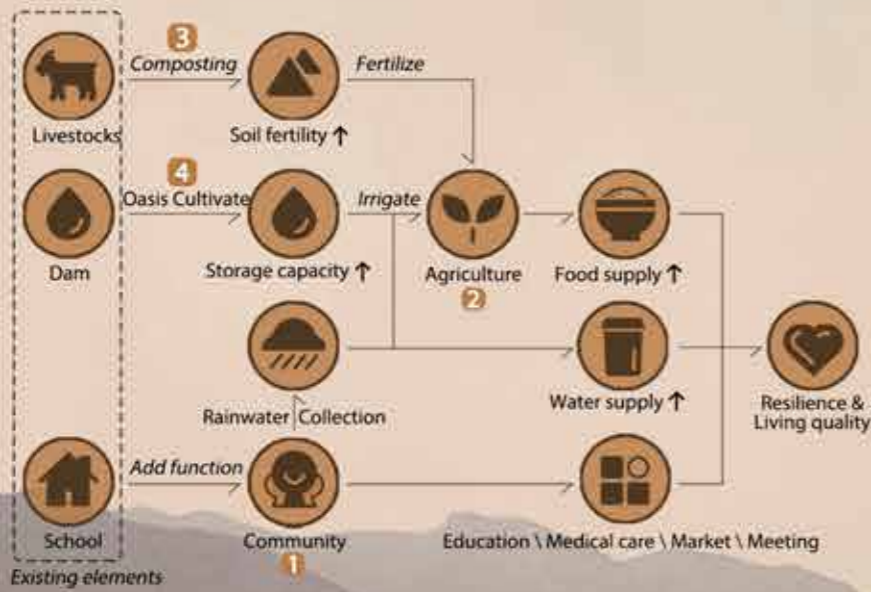 3
Composting
Fertilize
Livestocks
Soil fertility ↑
4
Oasis Cultivate
Irrigate
Dam
Storage capacity ↑
Agriculture
2
Food supply ↑
Rainwater Collection
Water supply ↑
Resilience &
Living quality
Add function
School
Community
1
Education \ Medical care \ Market \ Meeting
Existing elements